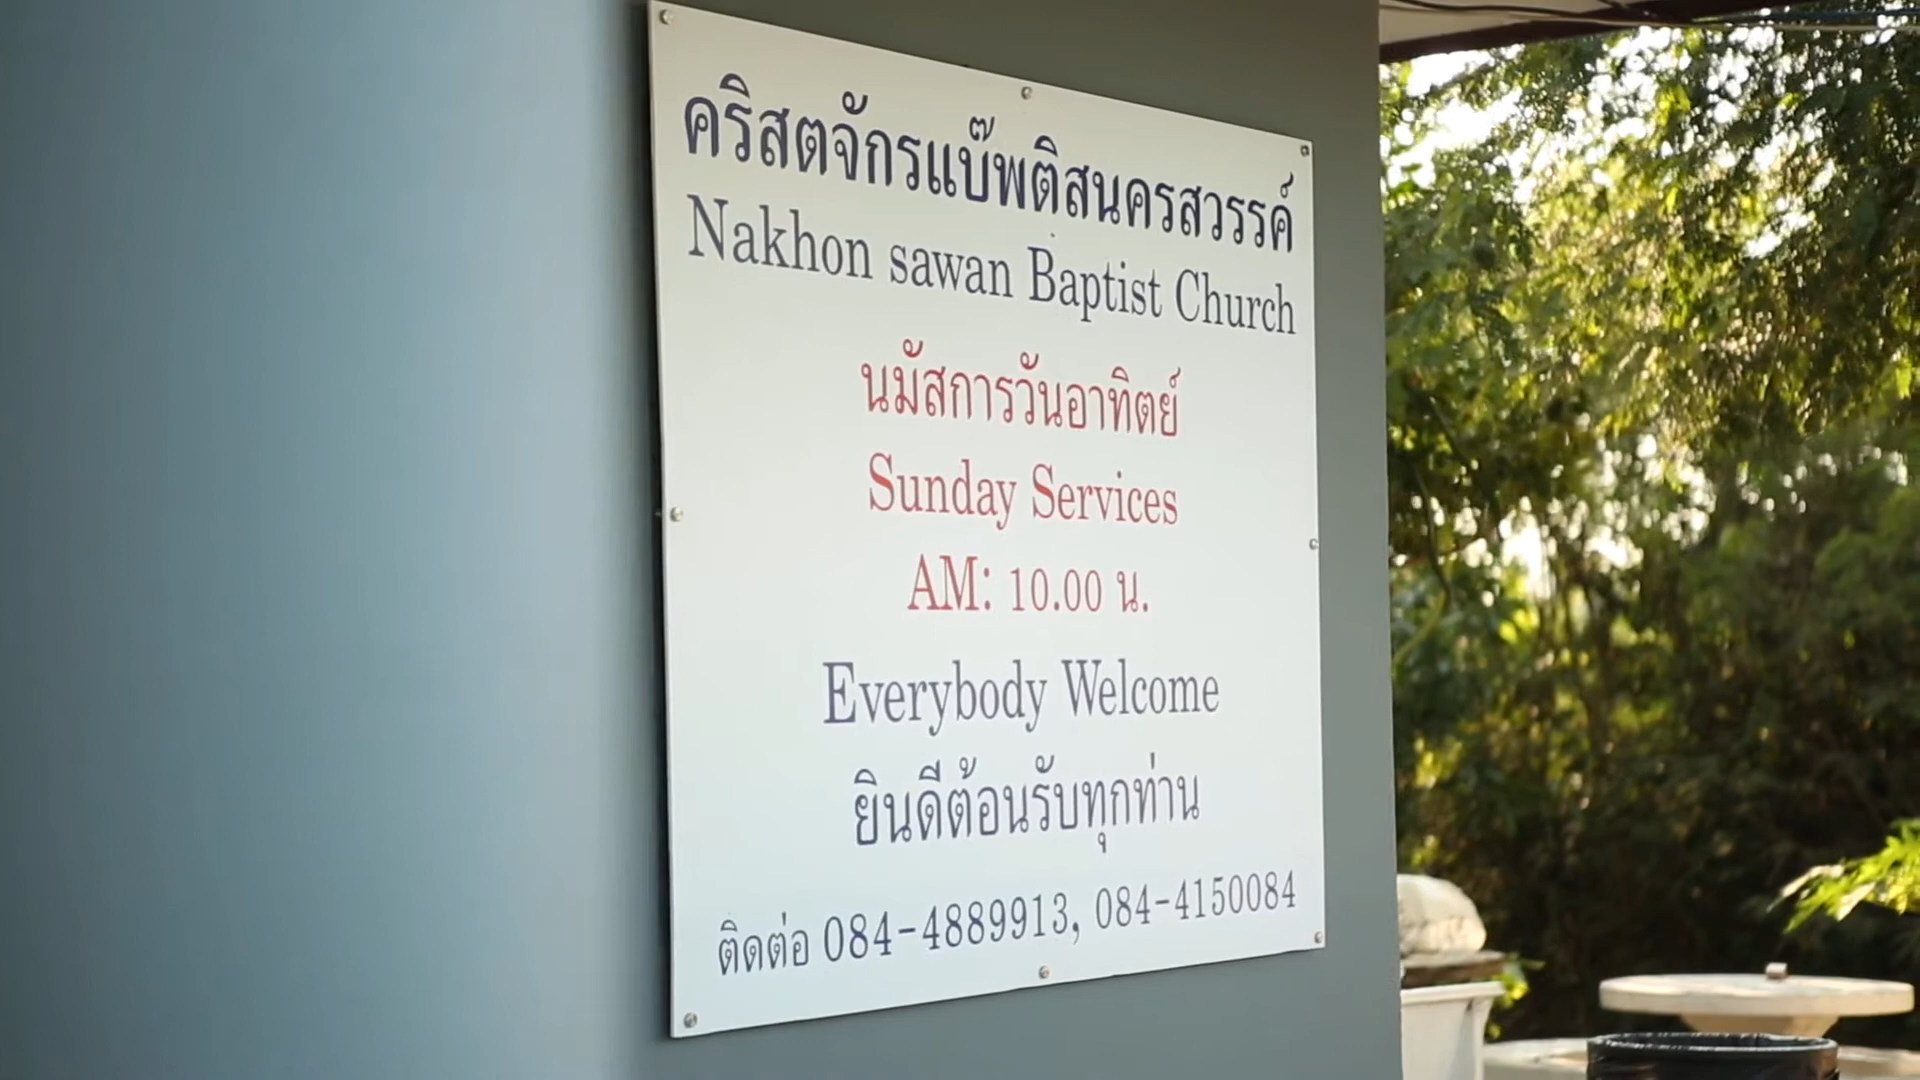 คริสตจักรแบ๊พติสนครสวรรค์
Nakhon sawan Baptist Church
นมัสการวันอาทิตย์
Sunday Services
AM: 10.00 น.
Everybody Welcome
ยินดีต้อนรับทุกท่าน
ติดต่อ 084-4889913, 084-4150084